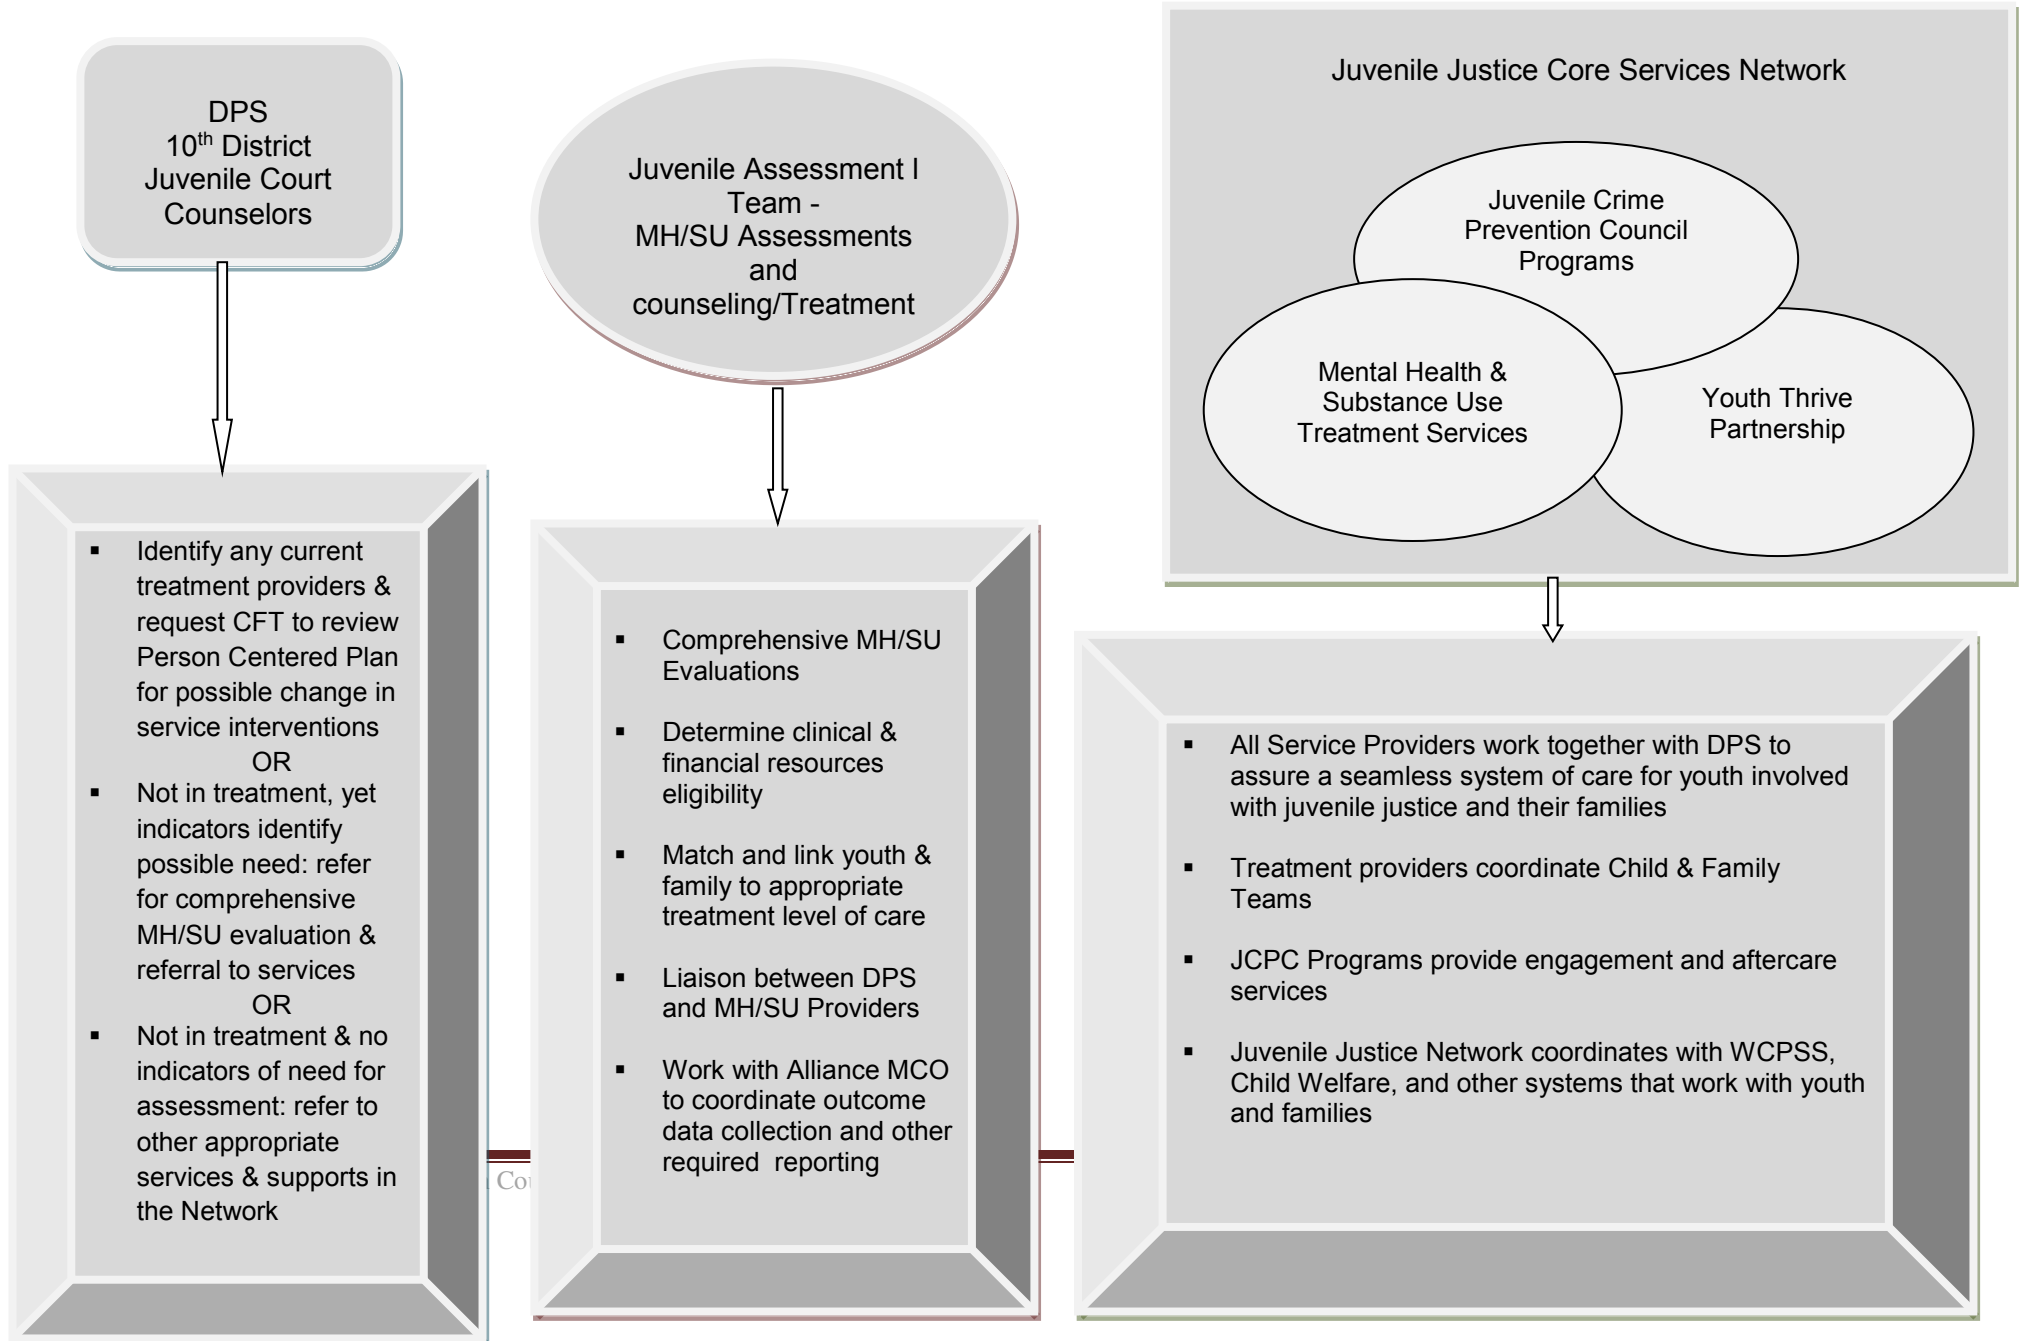 DPS
10th District
Juvenile Court
Counselors
Juvenile Assessment l
Team -
MH/SU Assessments
and
counseling/Treatment
Juvenile Justice Core Services Network
Juvenile Crime
Prevention Council
Programs
Mental Health &
Substance Use
Treatment Services
Youth Thrive
Partnership
▪ Identify any current
treatment providers &
request CFT to review
Person Centered Plan
for possible change in
service interventions
OR
▪ Not in treatment, yet
indicators identify
possible need: refer
for comprehensive
MH/SU evaluation &
referral to services
OR
▪ Not in treatment & no
indicators of need for
assessment: refer to
other appropriate
services & supports in
the Network
▪ Comprehensive MH/SU
Evaluations
▪ Determine clinical &
financial resources
eligibility
▪ Match and link youth &
family to appropriate
treatment level of care
▪ Liaison between DPS
and MH/SU Providers
▪ Work with Alliance MCO
to coordinate outcome
data collection and other
required  reporting
▪ All Service Providers work together with DPS to
assure a seamless system of care for youth involved
with juvenile justice and their families
▪ Treatment providers coordinate Child & Family
Teams
▪ JCPC Programs provide engagement and aftercare
services
▪ Juvenile Justice Network coordinates with WCPSS,
Child Welfare, and other systems that work with youth
and families